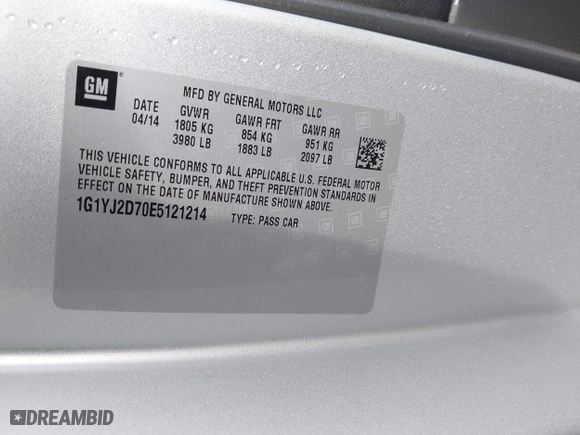 GM
MFD BY GENERAL MOTORS LLC
DATE GVWR GAWR FRT GAWR RR
04/14 1805 KG 854 KG 951 KG
3980 LB 1883 LB 2097 LB
THIS VEHICLE CONFORMS TO ALL APPLICABLE U.S. FEDERAL MOTOR
VEHICLE SAFETY, BUMPER, AND THEFT PREVENTION STANDARDS IN
EFFECT ON THE DATE OF MANUFACTURE SHOWN ABOVE.
1G1YJ2D70E5121214 TYPE: PASS CAR
DREAMBID